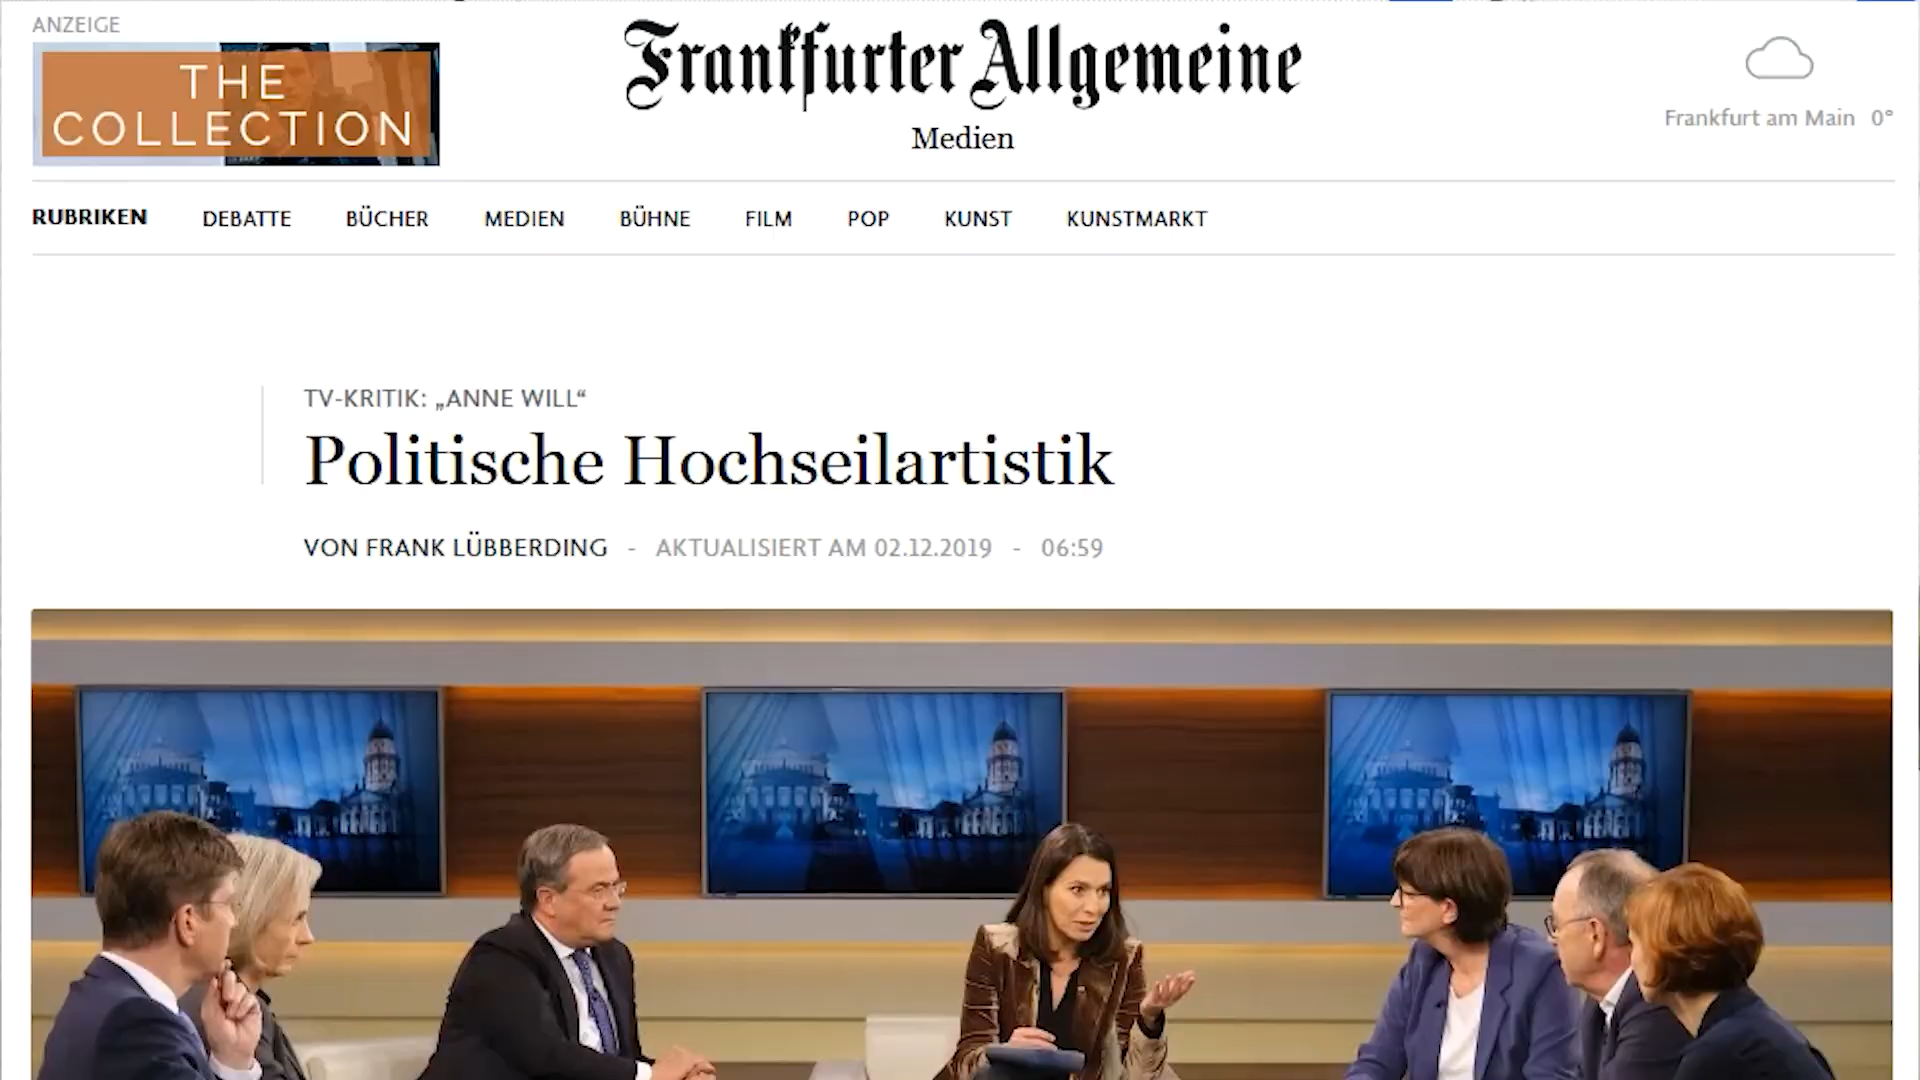 ANZEIGE
THE
COLLECTION
Frankfurter Allgemeine
Medien
Frankfurt am Main 0°
RUBRIKEN DEBATTE BÜCHER MEDIEN BÜHNE FILM POP KUNST KUNSTMARKT
TV-KRITIK: „ANNE WILL“
Politische Hochseilartistik
VON FRANK LÜBBERDING - AKTUALISIERT AM 02.12.2019 - 06:59